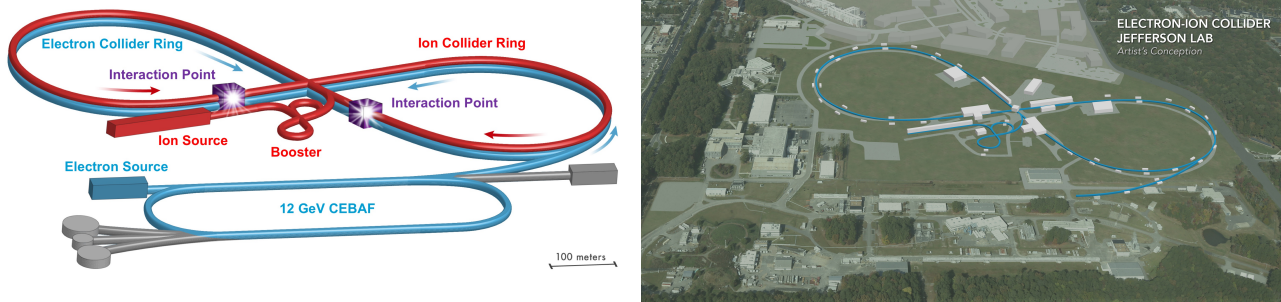 Electron Collider Ring
Ion Collider Ring
Interaction Point
Interaction Point
Ion Source
Booster
Electron Source
12 GeV CEBAF
100 meters
ELECTRON-ION COLLIDER
JEFFERSON LAB
Artist's Conception